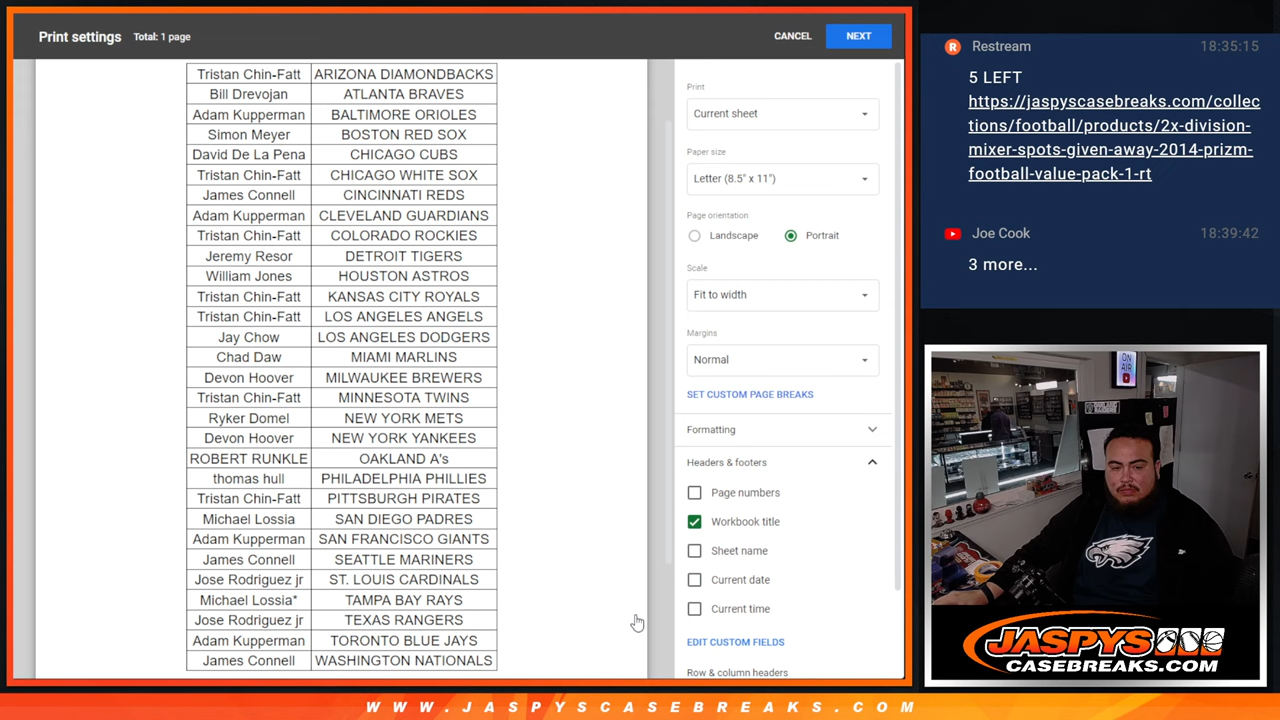 Print settings Total: 1 page
CANCEL NEXT
Tristan Chin-Fatt ARIZONA DIAMONDBACKS
Bill Drevojan ATLANTA BRAVES
Adam Kupperman BALTIMORE ORIOLES
Simon Meyer BOSTON RED SOX
David De La Pena CHICAGO CUBS
Tristan Chin-Fatt CHICAGO WHITE SOX
James Connell CINCINNATI REDS
Adam Kupperman CLEVELAND GUARDIANS
Tristan Chin-Fatt COLORADO ROCKIES
Jeremy Resor DETROIT TIGERS
William Jones HOUSTON ASTROS
Tristan Chin-Fatt KANSAS CITY ROYALS
Tristan Chin-Fatt LOS ANGELES ANGELS
Jay Chow LOS ANGELES DODGERS
Chad Daw MIAMI MARLINS
Devon Hoover MILWAUKEE BREWERS
Tristan Chin-Fatt MINNESOTA TWINS
Ryker Domel NEW YORK METS
Devon Hoover NEW YORK YANKEES
ROBERT RUNKLE OAKLAND A's
thomas hull PHILADELPHIA PHILLIES
Tristan Chin-Fatt PITTSBURGH PIRATES
Michael Lossia SAN DIEGO PADRES
Adam Kupperman SAN FRANCISCO GIANTS
James Connell SEATTLE MARINERS
Jose Rodriguez jr ST. LOUIS CARDINALS
Michael Lossia* TAMPA BAY RAYS
Jose Rodriguez jr TEXAS RANGERS
Adam Kupperman TORONTO BLUE JAYS
James Connell WASHINGTON NATIONALS
Print
Current sheet
Paper size
Letter (8.5" x 11")
Page orientation
Landscape Portrait
Scale
Fit to width
Margins
Normal
SET CUSTOM PAGE BREAKS
Formatting
Headers & footers
Page numbers
Workbook title
Sheet name
Current date
Current time
EDIT CUSTOM FIELDS
Row & column headers
R Restream 18:35:15
5 LEFT
https://jaspyscasebreaks.com/collec
tions/football/products/2x-division-
mixer-spots-given-away-2014-prizm-
football-value-pack-1-rt
Joe Cook 18:39:42
3 more...
ON
AIR
JASPYS
CASEBREAKS.COM
WWW.JASPYSCASEBREAKS.COM